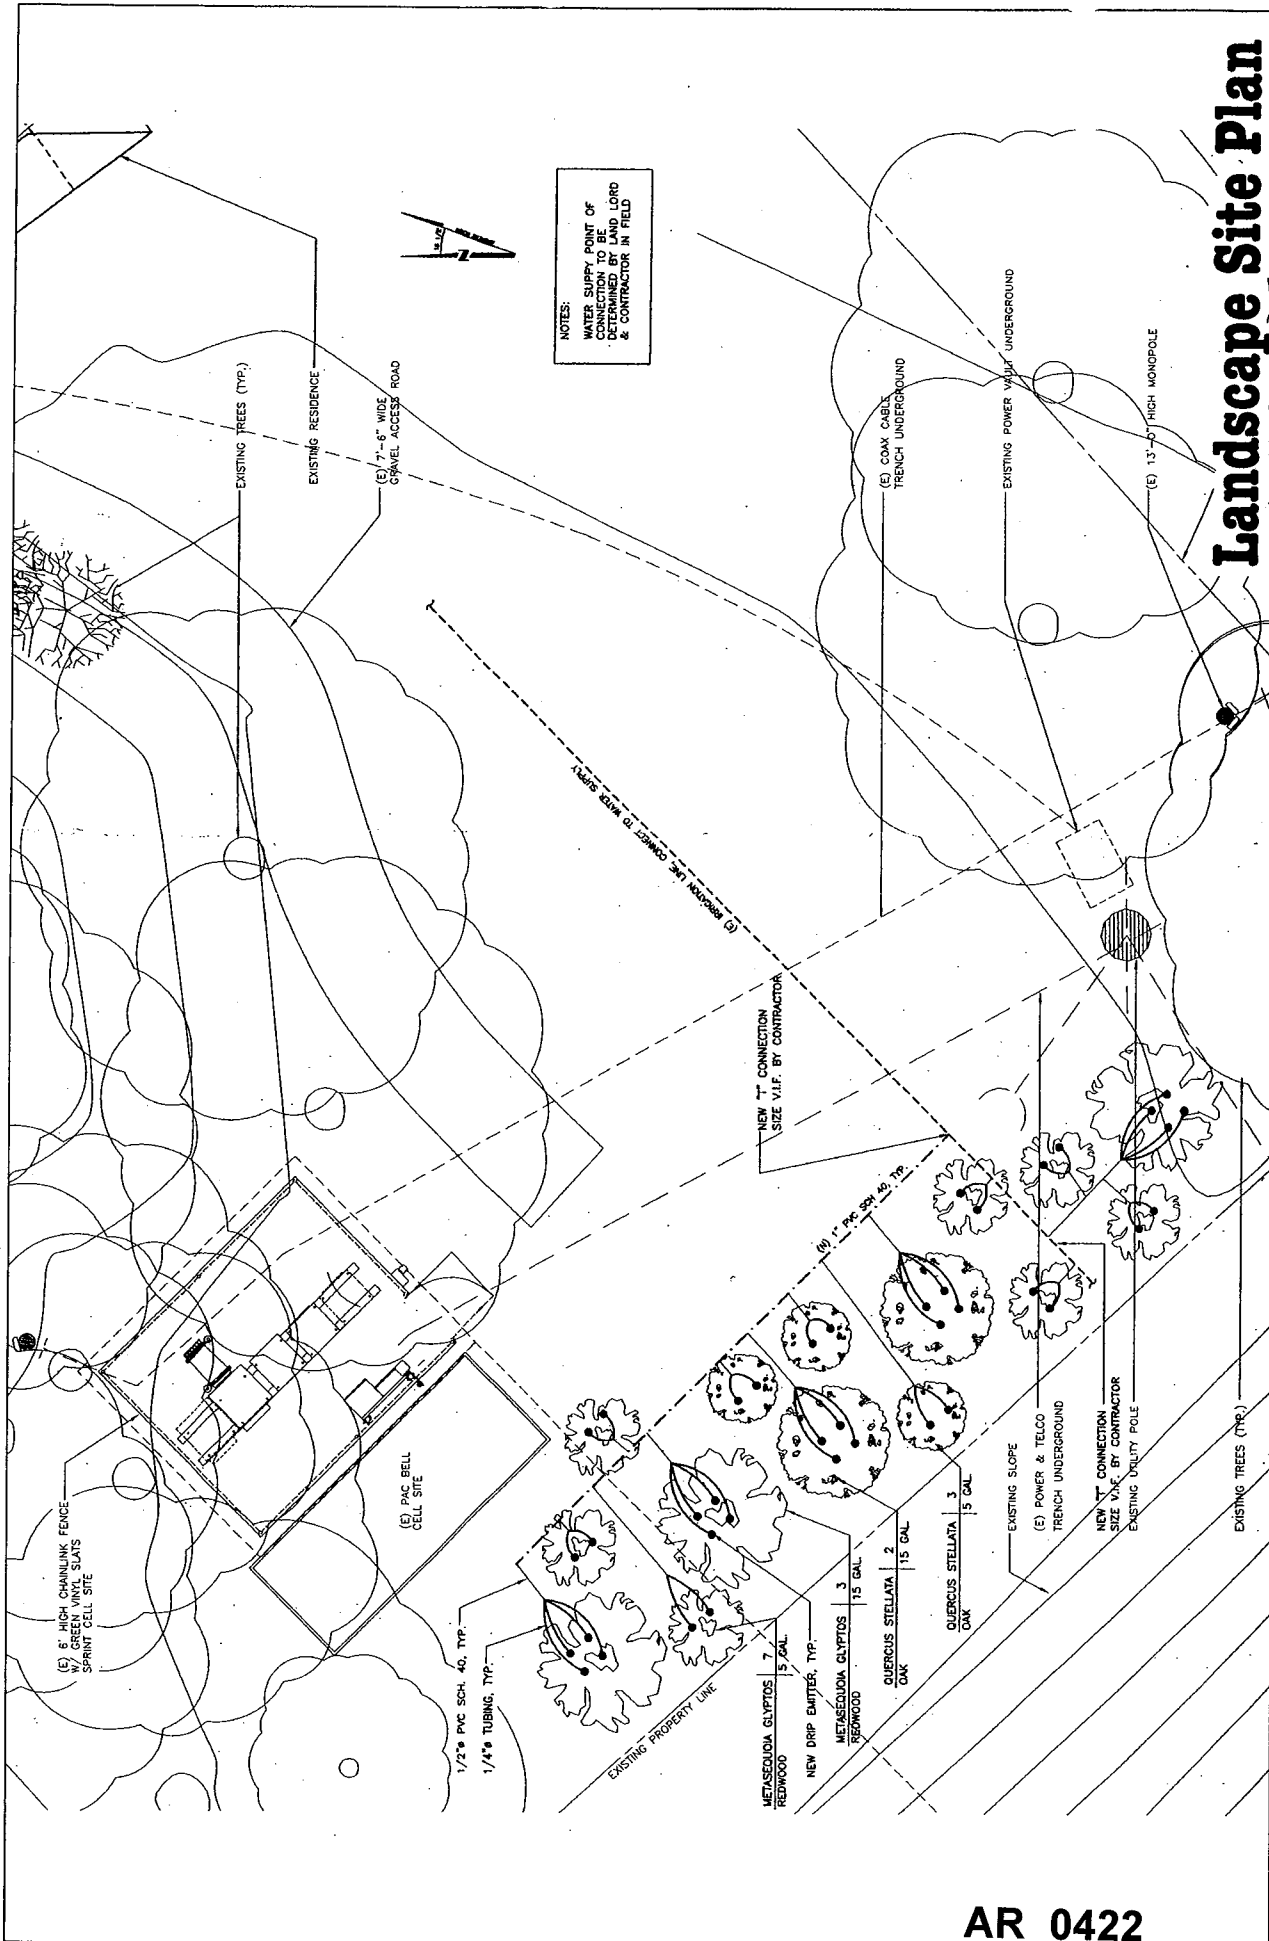 Landscape Site Plan
NOTES:
WATER SUPPY POINT OF
CONNECTION TO BE
DETERMINED BY LAND LORD
& CONTRACTOR IN FIELD
EXISTING TREES (TYP.)
EXISTING RESIDENCE
(E) 7'-6" WIDE
GRAVEL ACCESS ROAD
(E) COAX CABLE
TRENCH UNDERGROUND
EXISTING POWER VAULT UNDERGROUND
(E) 13'-0" HIGH MONOPOLE
(E) IRRIGATION LINE, CONNECT TO WATER SUPPLY
NEW "T" CONNECTION
SIZE V.I.F. BY CONTRACTOR
(N) 1" PVC SCH 40, TYP.
(E) 6' HIGH CHAINLINK FENCE
W/ GREEN VINYL SLATS
SPRINT CELL SITE
(E) PAC BELL
CELL SITE
1/2"ø PVC SCH. 40, TYP.
1/4"ø TUBING, TYP.
EXISTING PROPERTY LINE
METASEQUOIA GLYPTOS 7
REDWOOD 5 GAL.
NEW DRIP EMITTER, TYP.
METASEQUOIA GLYPTOS 3
REDWOOD 15 GAL
QUERCUS STELLATA 2
OAK 15 GAL
QUERCUS STELLATA 3
OAK 5 GAL
EXISTING SLOPE
(E) POWER & TELCO
TRENCH UNDERGROUND
NEW "T" CONNECTION
SIZE V.I.F. BY CONTRACTOR
EXISTING UTILITY POLE
EXISTING TREES (TYP.)
AR 0422